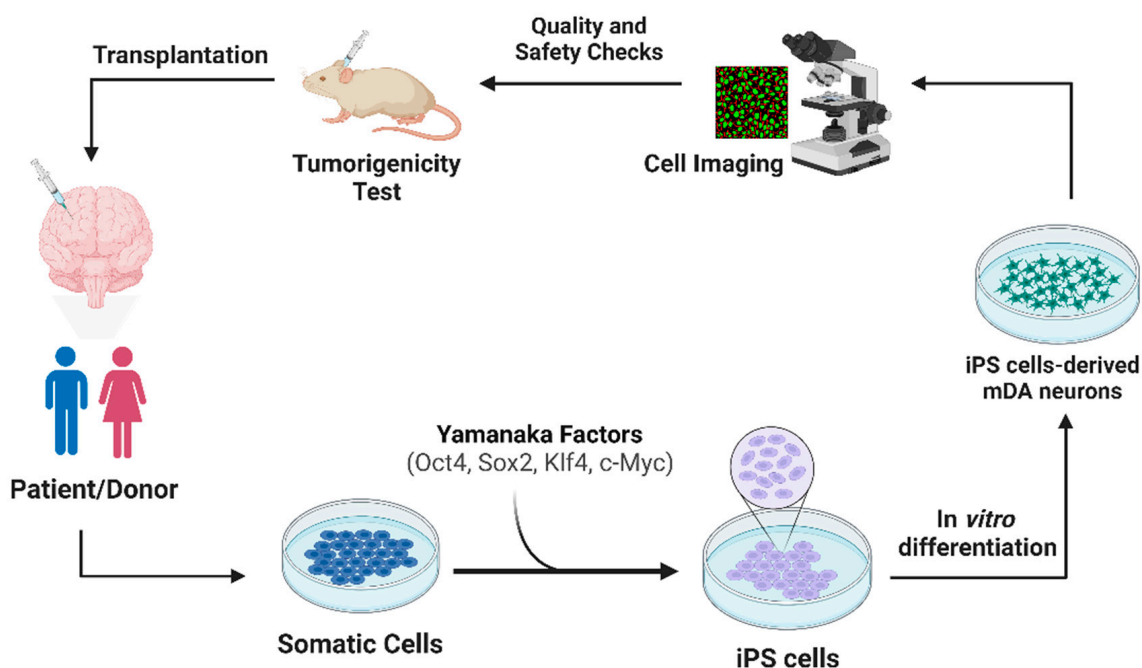 Transplantation
Quality and
Safety Checks
Tumorigenicity
Test
Cell Imaging
iPS cells-derived
mDA neurons
Patient/Donor
Yamanaka Factors
(Oct4, Sox2, Klf4, c-Myc)
In vitro
differentiation
Somatic Cells
iPS cells